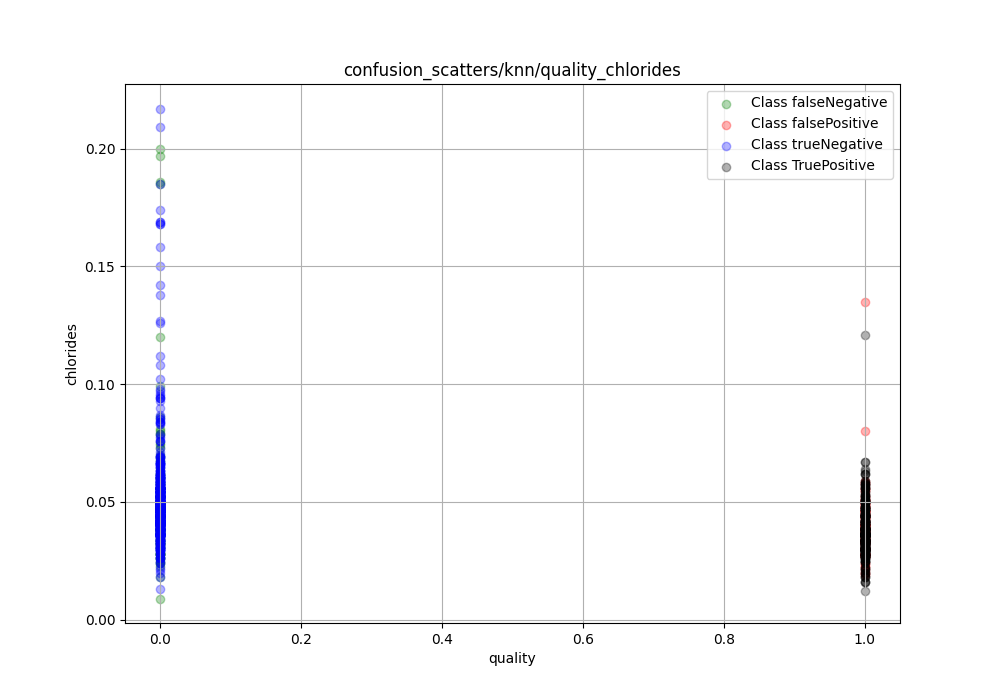 confusion_scatters/knn/quality_chlorides
Class falseNegative
Class falsePositive
Class trueNegative
Class TruePositive
0.20
0.15
0.10
0.05
0.00
chlorides
0.0 0.2 0.4 0.6 0.8 1.0
quality